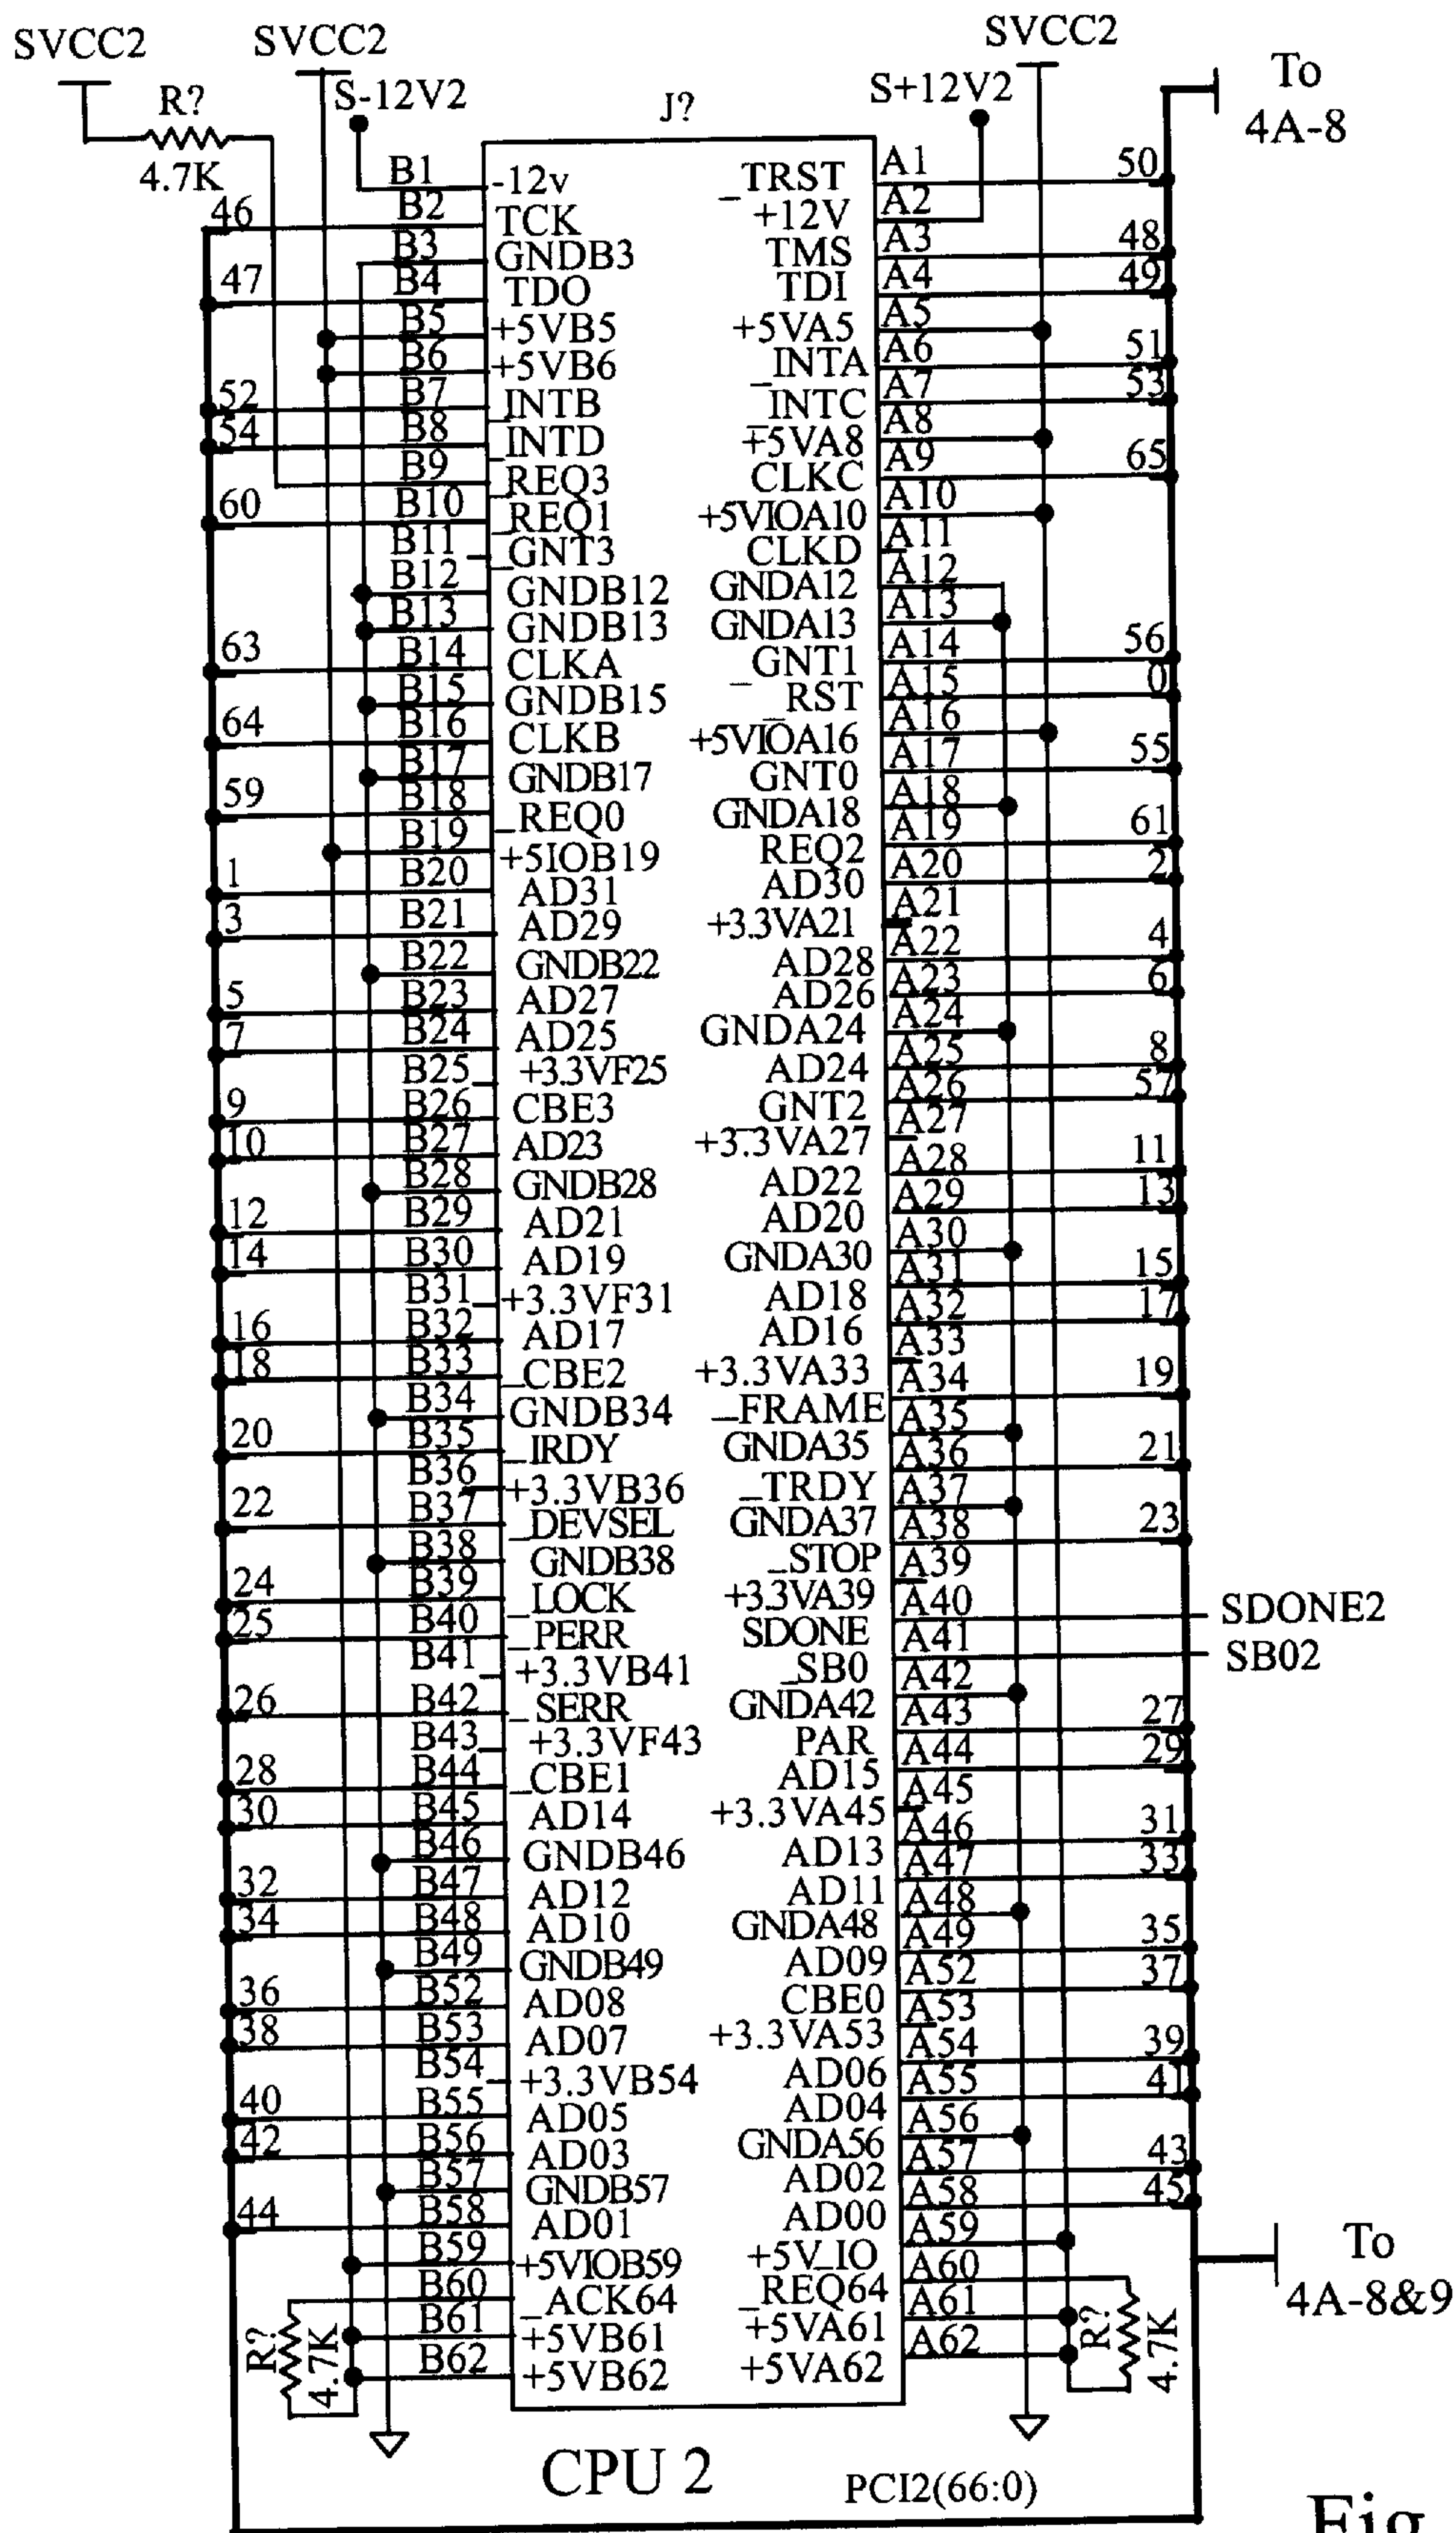 SVCC2 SVCC2 SVCC2
S-12V2 S+12V2 To
R? J? 4A-8
4.7K
B1 -12v _TRST A1 50
46 B2 TCK +12V A2
B3 GNDB3 TMS A3 48
47 B4 TDO TDI A4 49
B5 +5VB5 +5VA5 A5
B6 +5VB6 _INTA A6 51
52 B7 _INTB _INTC A7 53
54 B8 _INTD +5VA8 A8
B9 _REQ3 CLKC A9 65
60 B10 _REQ1 +5VIOA10 A10
B11 _GNT3 CLKD A11
B12 GNDB12 GNDA12 A12
B13 GNDB13 GNDA13 A13
63 B14 CLKA _GNT1 A14 56
B15 GNDB15 _RST A15 0
64 B16 CLKB +5VIOA16 A16
B17 GNDB17 GNT0 A17 55
59 B18 _REQ0 GNDA18 A18
B19 +5IOB19 REQ2 A19 61
1 B20 AD31 AD30 A20 2
3 B21 AD29 +3.3VA21 A21
B22 GNDB22 AD28 A22 4
5 B23 AD27 AD26 A23 6
7 B24 AD25 GNDA24 A24
B25 +3.3VF25 AD24 A25 8
9 B26 CBE3 GNT2 A26 57
10 B27 AD23 +3.3VA27 A27
B28 GNDB28 AD22 A28 11
12 B29 AD21 AD20 A29 13
14 B30 AD19 GNDA30 A30
B31 +3.3VF31 AD18 A31 15
16 B32 AD17 AD16 A32 17
18 B33 _CBE2 +3.3VA33 A33
B34 GNDB34 _FRAME A34 19
20 B35 _IRDY GNDA35 A35
B36 +3.3VB36 _TRDY A36 21
22 B37 _DEVSEL GNDA37 A37
B38 GNDB38 _STOP A38 23
24 B39 _LOCK +3.3VA39 A39
25 B40 _PERR SDONE A40 SDONE2
B41 +3.3VB41 _SB0 A41 SB02
26 B42 _SERR GNDA42 A42
B43 +3.3VF43 PAR A43 27
28 B44 _CBE1 AD15 A44 29
30 B45 AD14 +3.3VA45 A45
B46 GNDB46 AD13 A46 31
32 B47 AD12 AD11 A47 33
34 B48 AD10 GNDA48 A48
B49 GNDB49 AD09 A49 35
36 B52 AD08 CBE0 A52 37
38 B53 AD07 +3.3VA53 A53
B54 +3.3VB54 AD06 A54 39
40 B55 AD05 AD04 A55 41
42 B56 AD03 GNDA56 A56
B57 GNDB57 AD02 A57 43
44 B58 AD01 AD00 A58 45
B59 +5VIOB59 +5V_IO A59 To
B60 _ACK64 _REQ64 A60 4A-8&9
B61 +5VB61 +5VA61 A61
B62 +5VB62 +5VA62 A62
R? 4.7K R? 4.7K
CPU 2 PCI2(66:0)
Fig